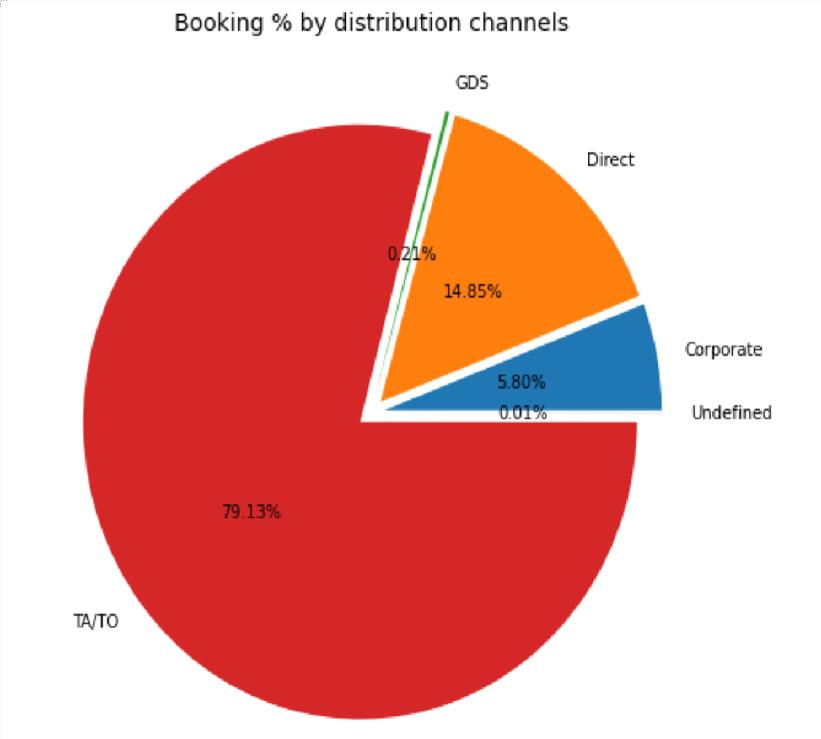 Booking % by distribution channels
GDS
Direct
0.21%
14.85%
Corporate
5.80%
0.01%
Undefined
79.13%
TA/TO